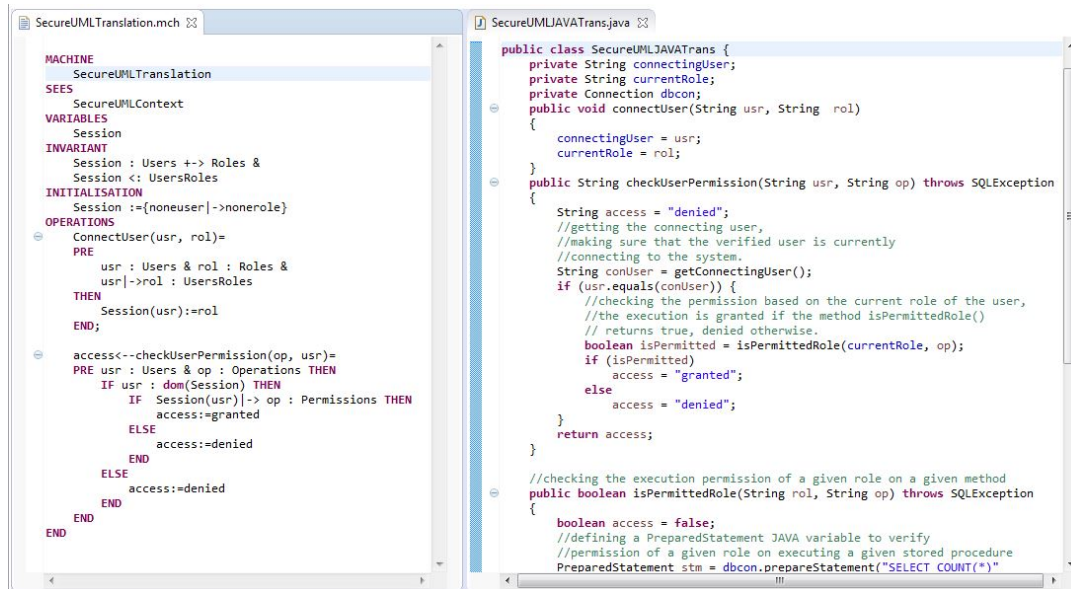 SecureUMLTranslation.mch
MACHINE
SecureUMLTranslation
SEES
SecureUMLContext
VARIABLES
Session
INVARIANT
Session : Users +-> Roles &
Session <: UsersRoles
INITIALISATION
Session :={noneuser|->nonerole}
OPERATIONS
ConnectUser(usr, rol)=
PRE
usr : Users & rol : Roles &
usr|->rol : UsersRoles
THEN
Session(usr):=rol
END;
access<--checkUserPermission(op, usr)=
PRE usr : Users & op : Operations THEN
IF usr : dom(Session) THEN
IF  Session(usr)|-> op : Permissions THEN
access:=granted
ELSE
access:=denied
END
ELSE
access:=denied
END
END
END
SecureUMLJAVATrans.java
public class SecureUMLJAVATrans {
private String connectingUser;
private String currentRole;
private Connection dbcon;
public void connectUser(String usr, String  rol)
{
connectingUser = usr;
currentRole = rol;
}
public String checkUserPermission(String usr, String op) throws SQLException
{
String access = "denied";
//getting the connecting user,
//making sure that the verified user is currently
//connecting to the system.
String conUser = getConnectingUser();
if (usr.equals(conUser)) {
//checking the permission based on the current role of the user,
//the execution is granted if the method isPermittedRole()
// returns true, denied otherwise.
boolean isPermitted = isPermittedRole(currentRole, op);
if (isPermitted)
access = "granted";
else
access = "denied";
}
return access;
}
//checking the execution permission of a given role on a given method
public boolean isPermittedRole(String rol, String op) throws SQLException
{
boolean access = false;
//defining a PreparedStatement JAVA variable to verify
//permission of a given role on executing a given stored procedure
PreparedStatement stm = dbcon.prepareStatement("SELECT COUNT(*)"